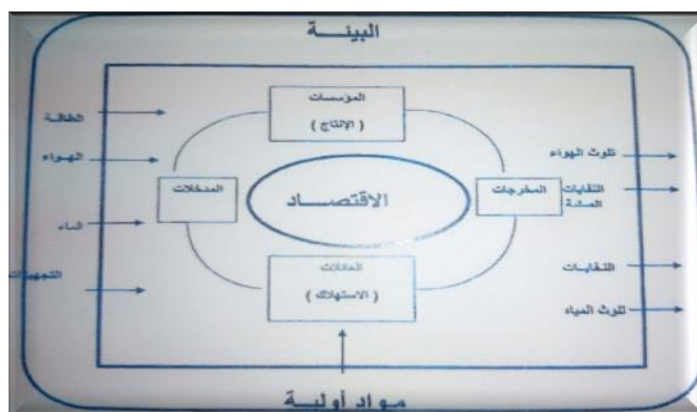 البيئة
المؤسسات
( الإنتاج )
الطاقة
الهواء
المدخلات
الماء
التجهيزات
الاقتصاد
المخرجات
تلوث الهواء
النفايات
النفايات
تلوث المياه
العائلات
( الاستهلاك )
مواد أولية